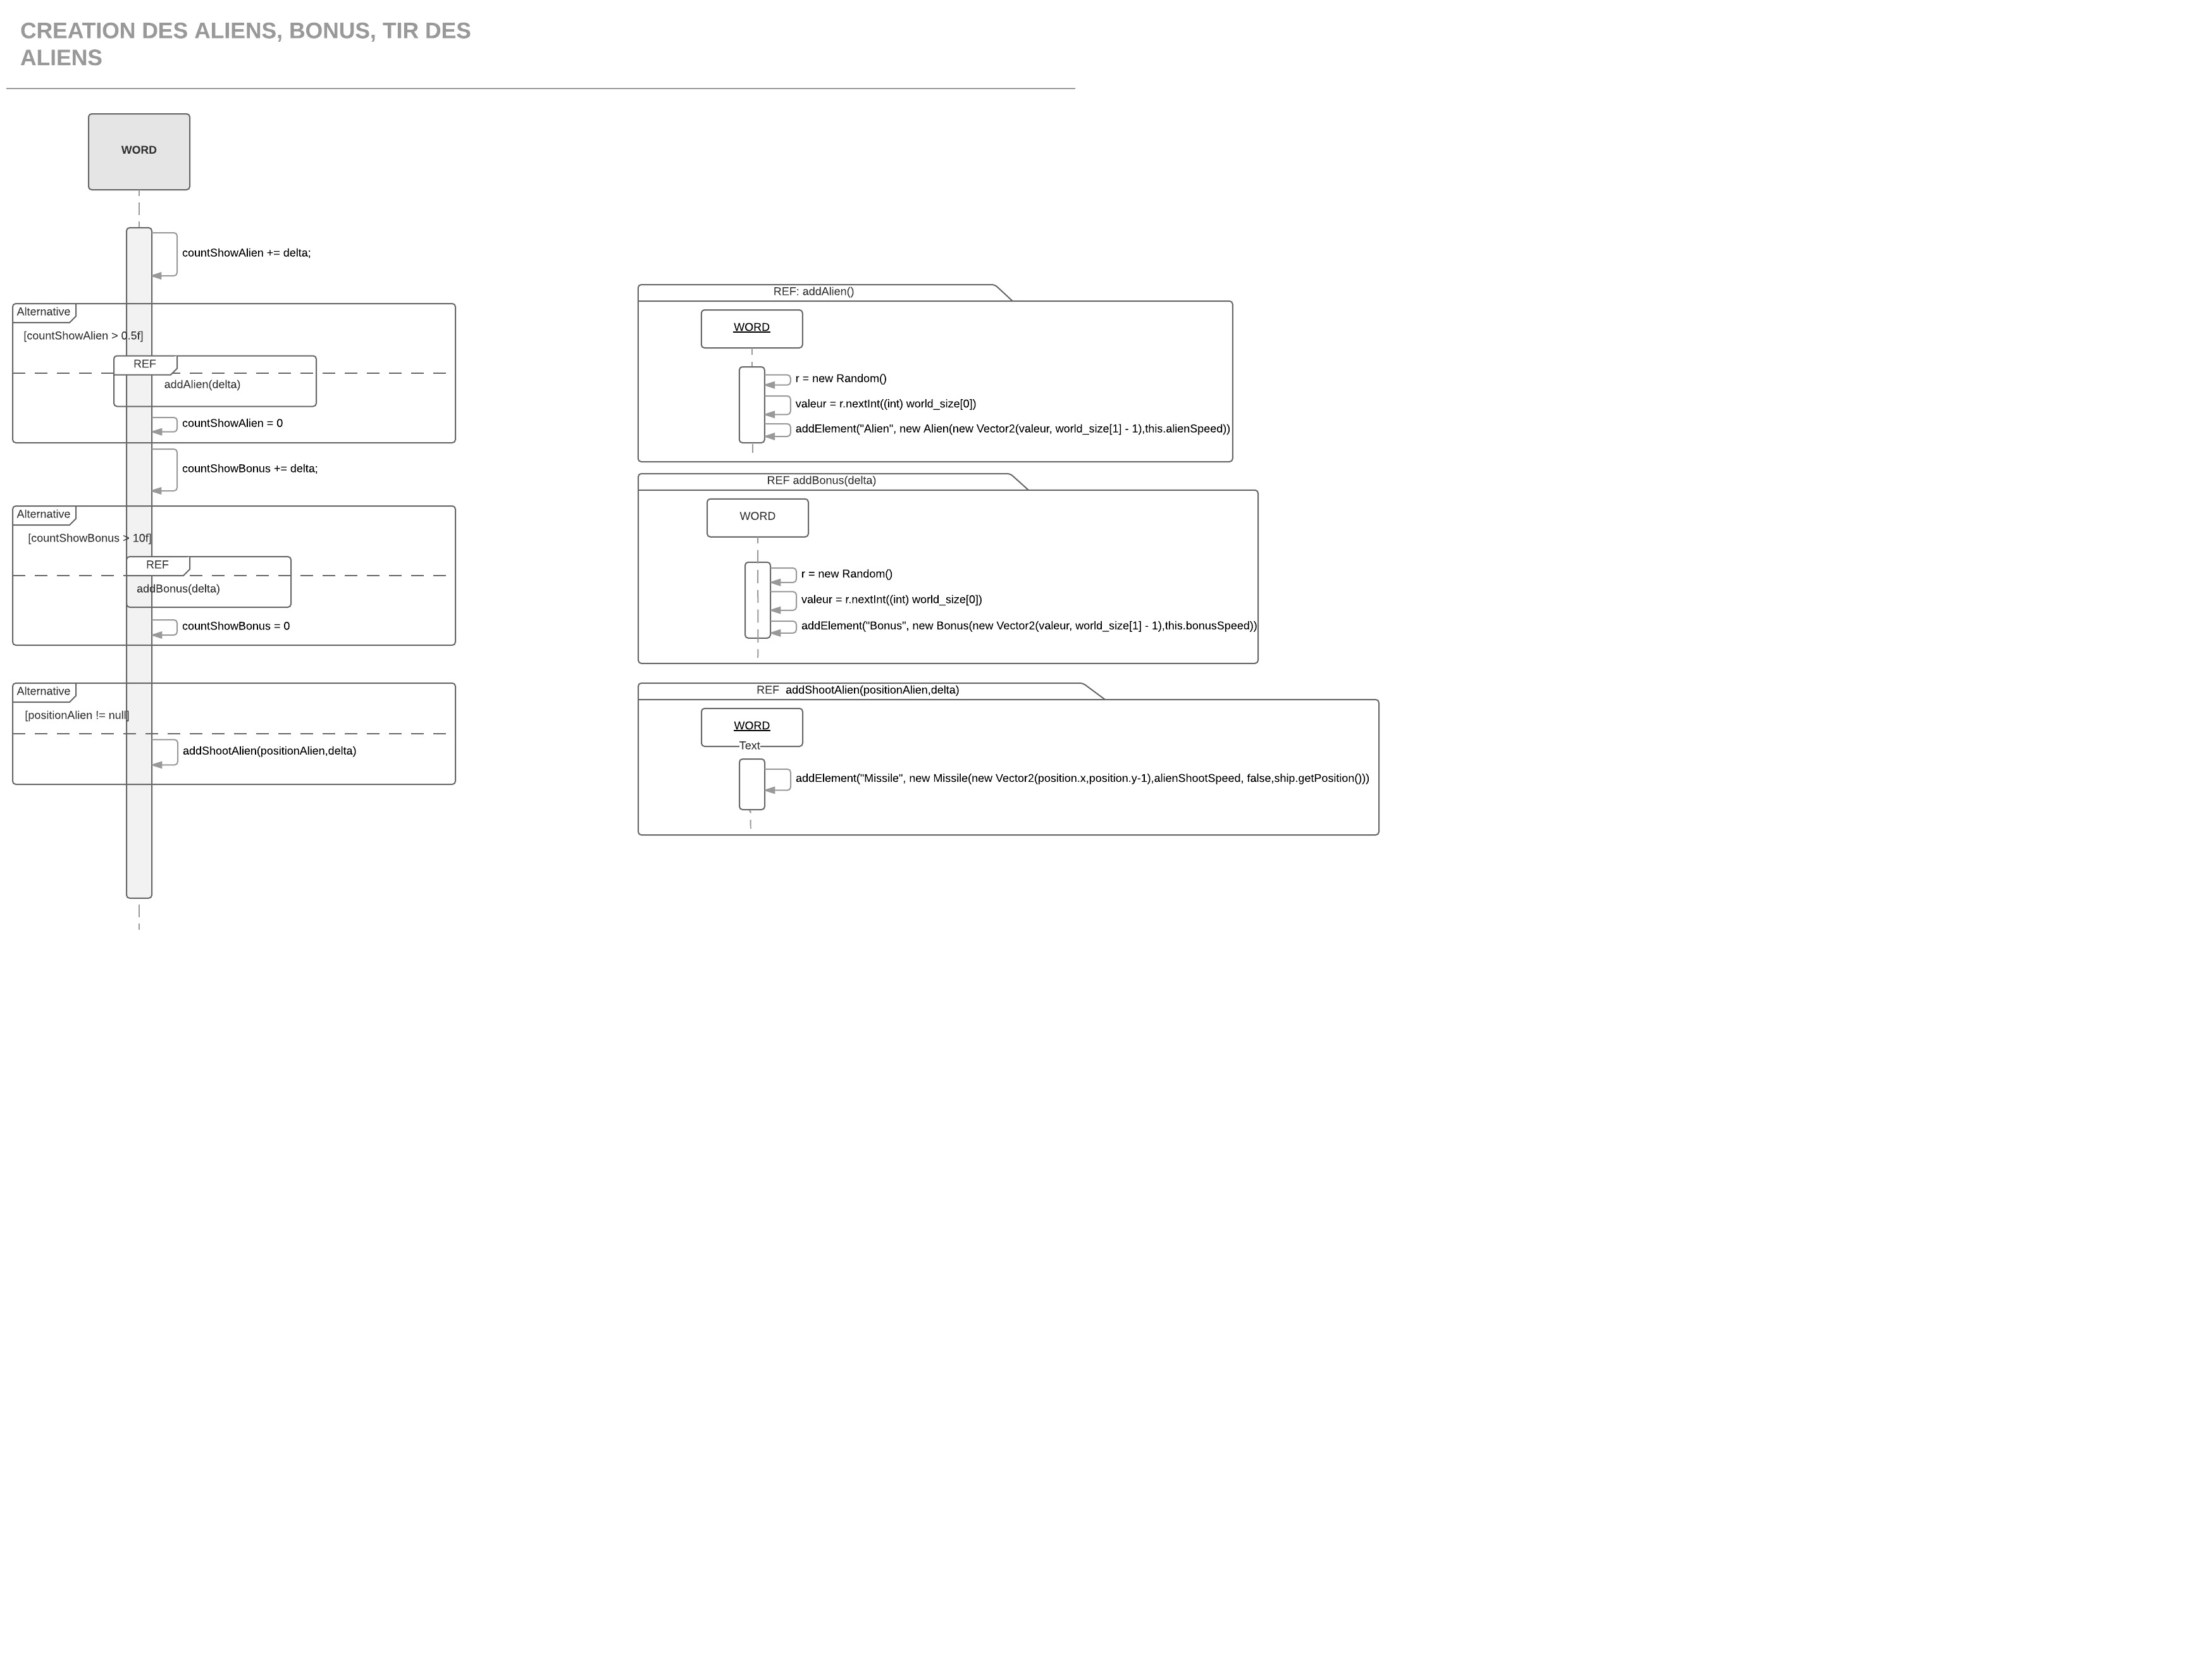 CREATION DES ALIENS, BONUS, TIR DES
ALIENS
WORD
countShowAlien += delta;
Alternative
[countShowAlien > 0.5f]
REF
addAlien(delta)
countShowAlien = 0
countShowBonus += delta;
Alternative
[countShowBonus > 10f]
REF
addBonus(delta)
countShowBonus = 0
Alternative
[positionAlien != null]
addShootAlien(positionAlien,delta)
REF: addAlien()
WORD
r = new Random()
valeur = r.nextInt((int) world_size[0])
addElement("Alien", new Alien(new Vector2(valeur, world_size[1] - 1),this.alienSpeed))
REF addBonus(delta)
WORD
r = new Random()
valeur = r.nextInt((int) world_size[0])
addElement("Bonus", new Bonus(new Vector2(valeur, world_size[1] - 1),this.bonusSpeed))
REF addShootAlien(positionAlien,delta)
WORD
Text
addElement("Missile", new Missile(new Vector2(position.x,position.y-1),alienShootSpeed, false,ship.getPosition()))